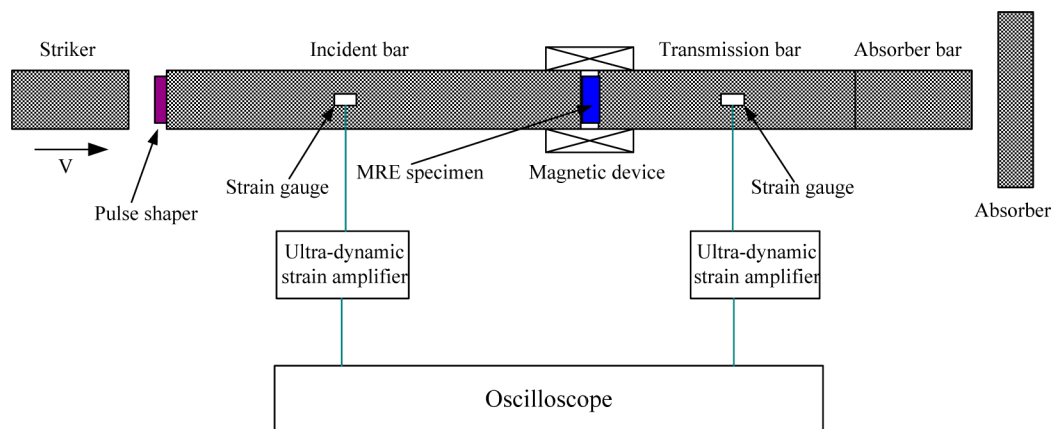 Striker
Incident bar
Transmission bar
Absorber bar
V
Pulse shaper
Strain gauge
MRE specimen
Magnetic device
Strain gauge
Absorber
Ultra-dynamic
strain amplifier
Ultra-dynamic
strain amplifier
Oscilloscope